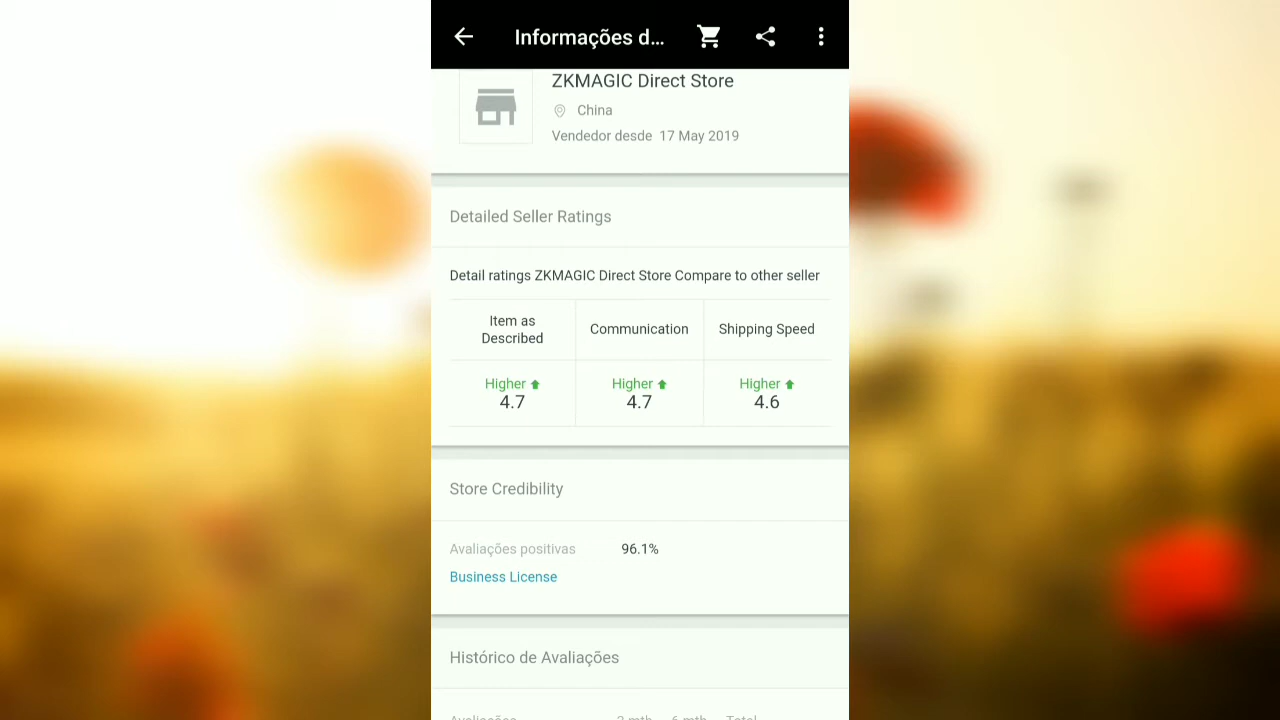 Informações d...
ZKMAGIC Direct Store
China
Vendedor desde 17 May 2019
Detailed Seller Ratings
Detail ratings ZKMAGIC Direct Store Compare to other seller
Item as
Described
Communication
Shipping Speed
Higher
4.7
Higher
4.7
Higher
4.6
Store Credibility
Avaliações positivas 96.1%
Business License
Histórico de Avaliações